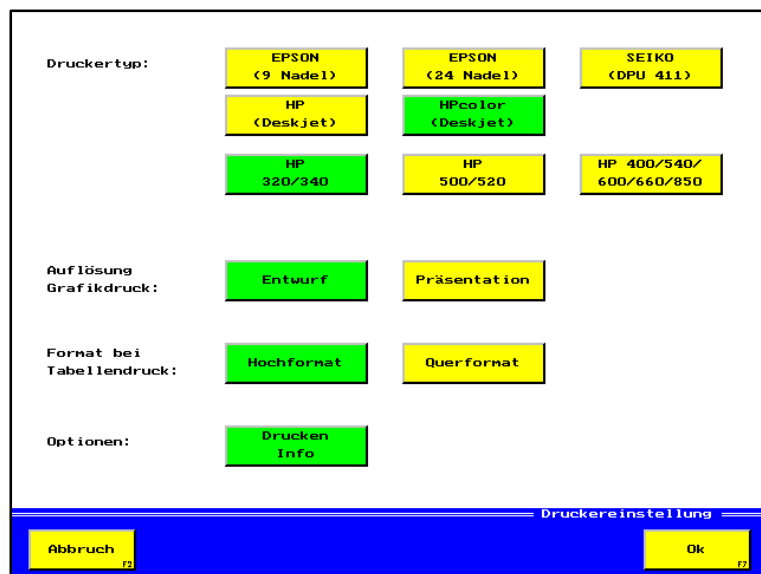 Druckertyp:
EPSON
(9 Nadel)
EPSON
(24 Nadel)
SEIKO
(DPU 411)
HP
(Deskjet)
HPcolor
(Deskjet)
HP
320/340
HP
500/520
HP 400/540/
600/660/850
Auflösung
Grafikdruck:
Entwurf
Präsentation
Format bei
Tabellendruck:
Hochformat
Querformat
Optionen:
Drucken
Info
Druckereinstellung
Abbruch
F2
Ok
F7